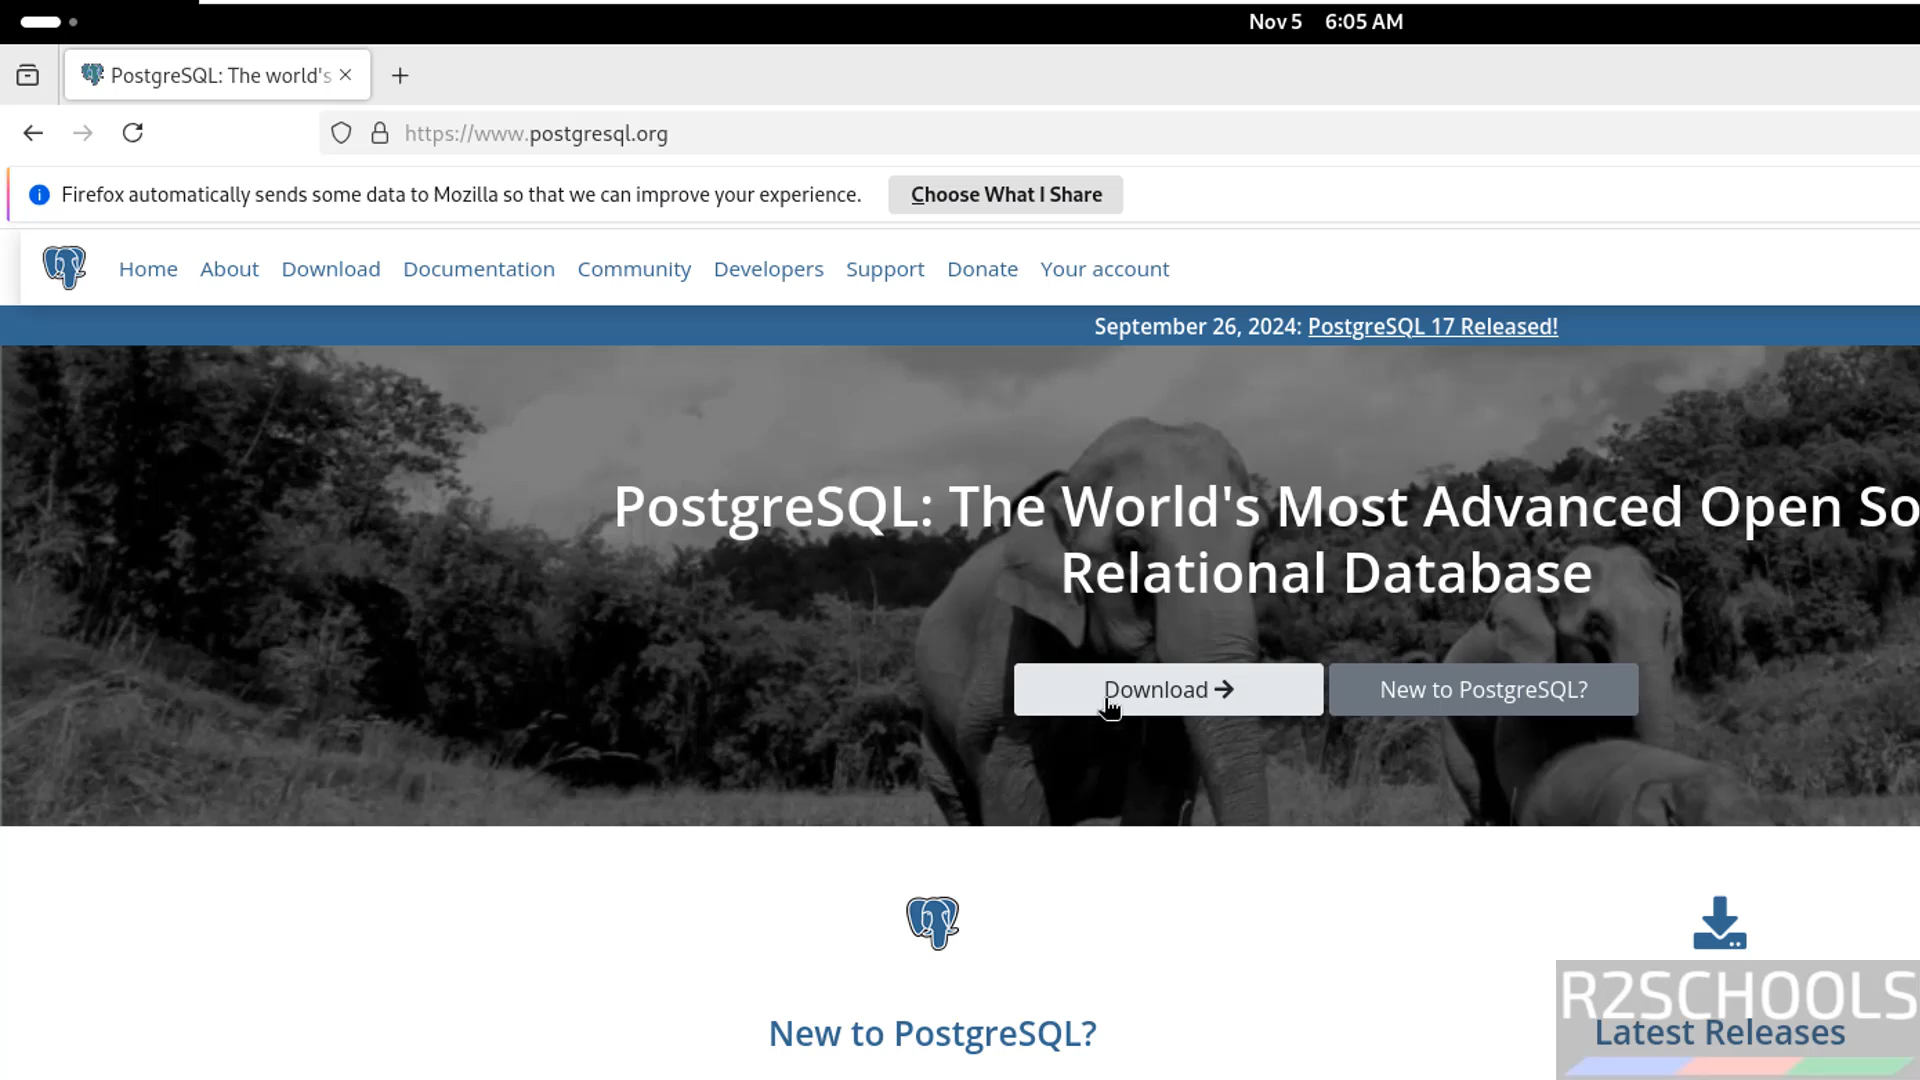 Nov 5 6:05 AM
PostgreSQL: The world's
https://www.postgresql.org
Firefox automatically sends some data to Mozilla so that we can improve your experience. Choose What I Share
Home About Download Documentation Community Developers Support Donate Your account
September 26, 2024: PostgreSQL 17 Released!
PostgreSQL: The World's Most Advanced Open So
Relational Database
Download New to PostgreSQL?
R2SCHOOLS
New to PostgreSQL? Latest Releases